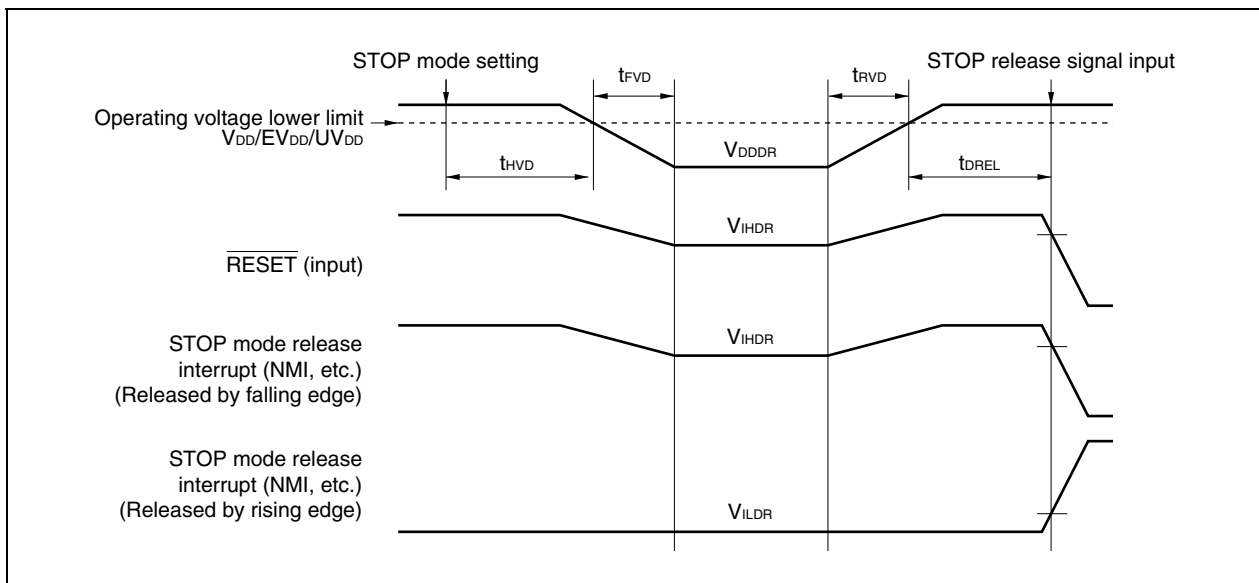 STOP mode setting
tFVD
tRVD
STOP release signal input
Operating voltage lower limit
VDD/EVDD/UVDD
tHVD
VDDDR
tDREL
RESET (input)
VIHDR
STOP mode release
interrupt (NMI, etc.)
(Released by falling edge)
VIHDR
STOP mode release
interrupt (NMI, etc.)
(Released by rising edge)
VILDR